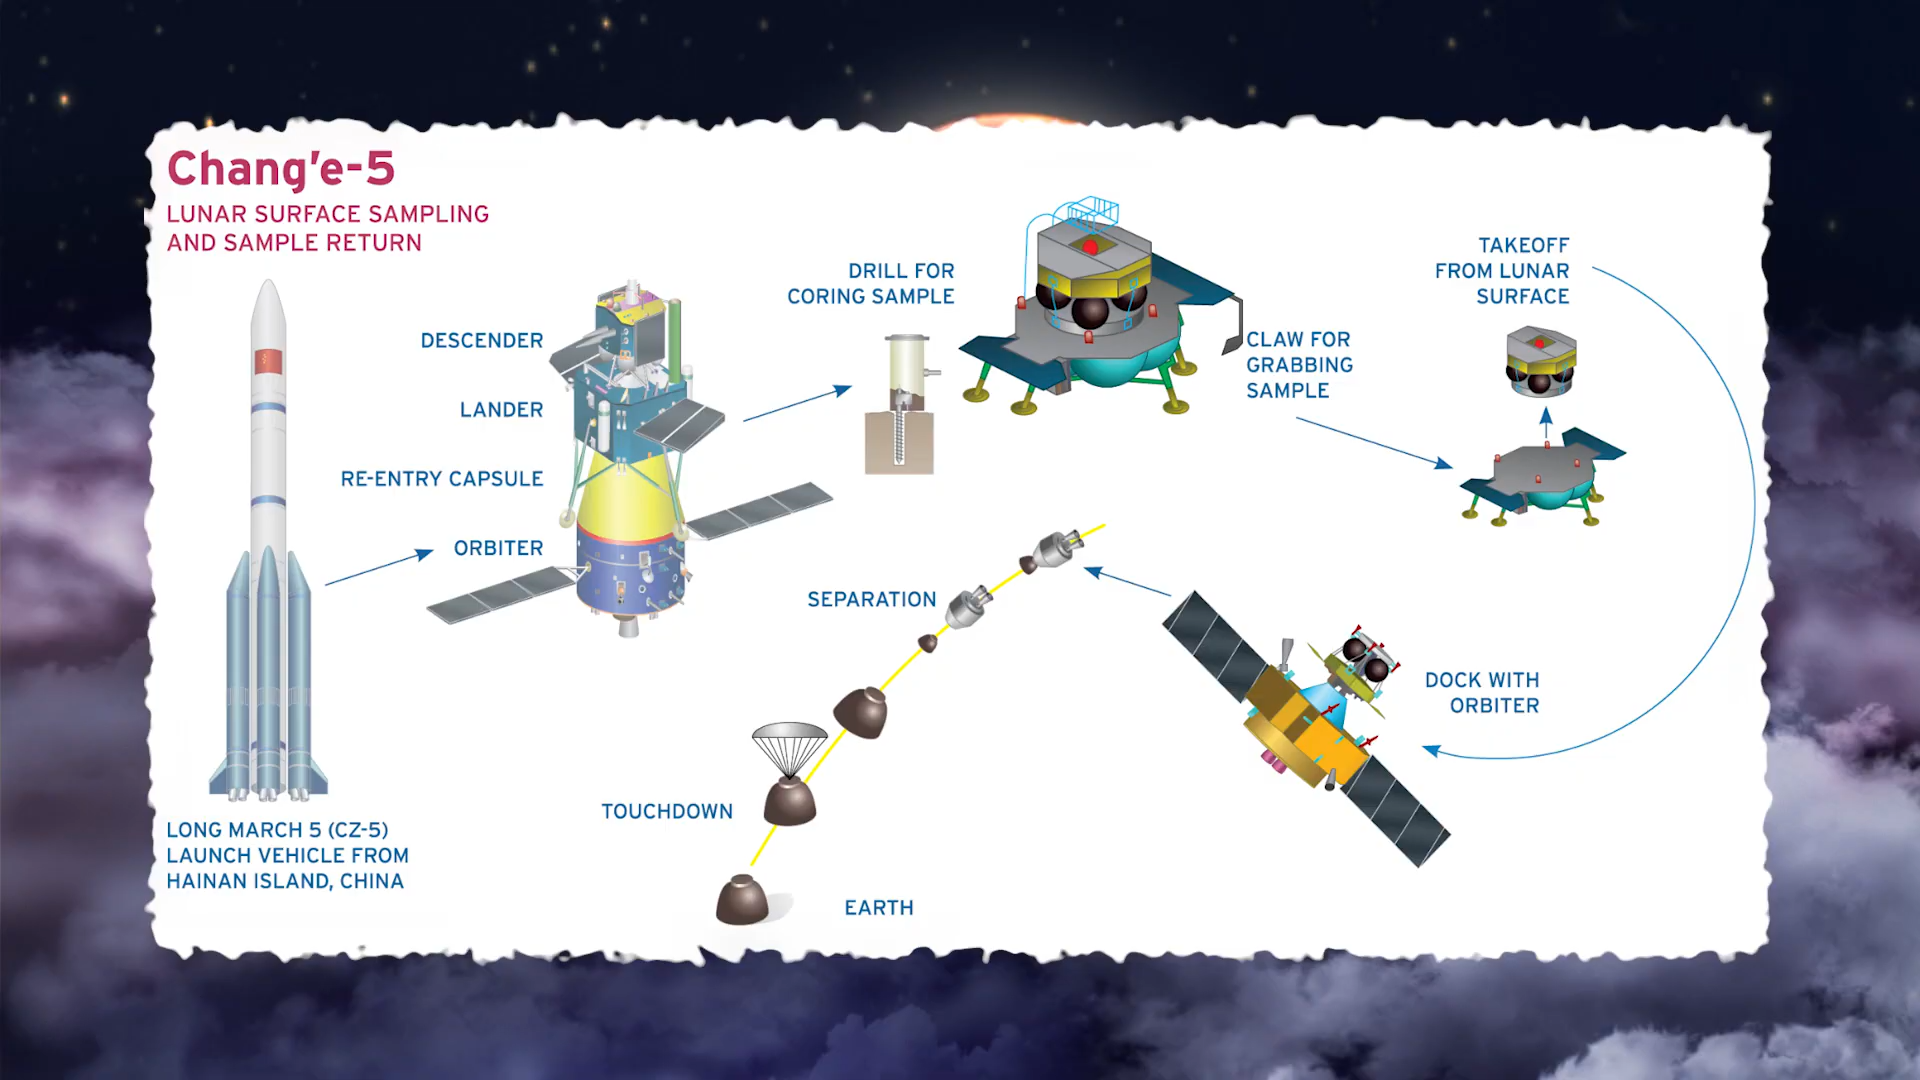 Chang'e-5
LUNAR SURFACE SAMPLING
AND SAMPLE RETURN
LONG MARCH 5 (CZ-5)
LAUNCH VEHICLE FROM
HAINAN ISLAND, CHINA
DESCENDER
LANDER
RE-ENTRY CAPSULE
ORBITER
DRILL FOR
CORING SAMPLE
CLAW FOR
GRABBING
SAMPLE
TAKEOFF
FROM LUNAR
SURFACE
DOCK WITH
ORBITER
SEPARATION
TOUCHDOWN
EARTH